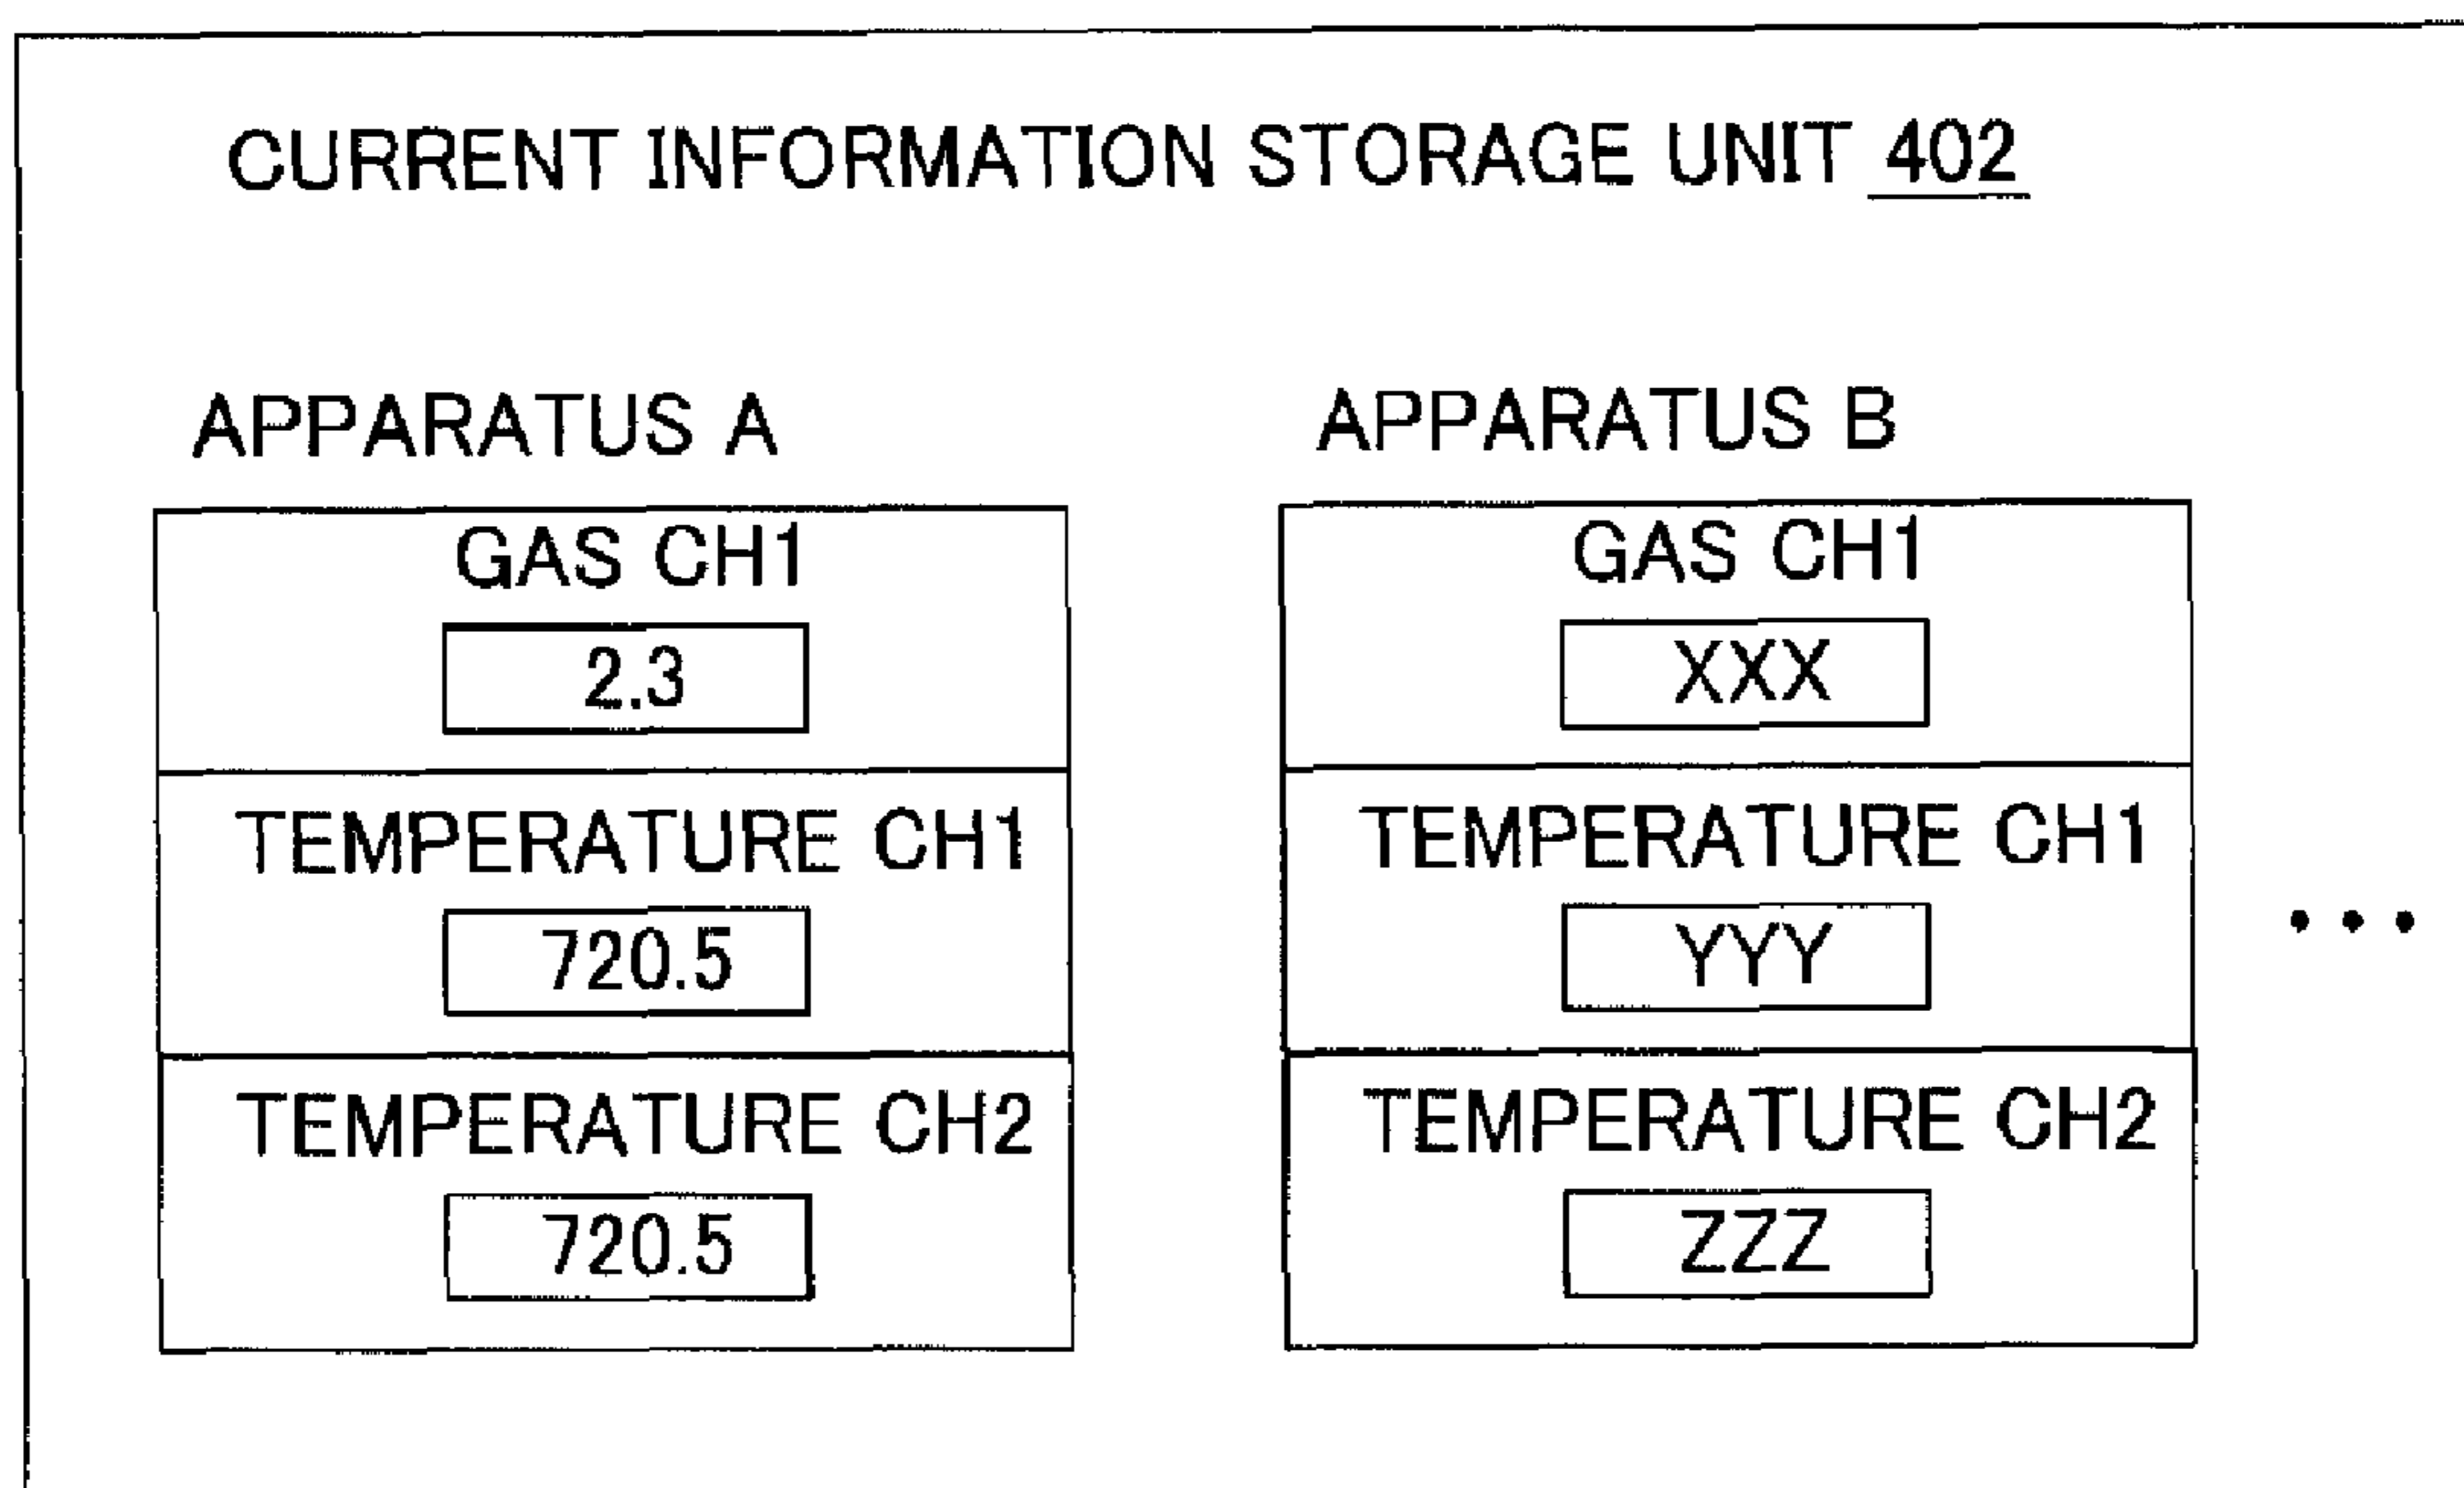 CURRENT INFORMATION STORAGE UNIT 402
APPARATUS A
GAS CH1
2.3
TEMPERATURE CH1
720.5
TEMPERATURE CH2
720.5
APPARATUS B
GAS CH1
XXX
TEMPERATURE CH1
YYY
TEMPERATURE CH2
ZZZ
• • •